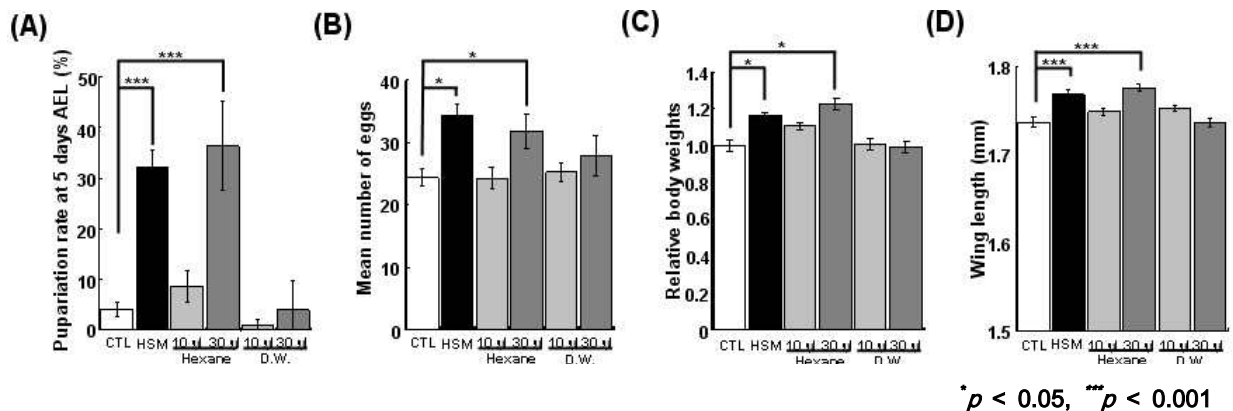 (A)
Pupariation rate at 5 days AEL (%)
50
40
30
20
10
0
***
***
CTL HSM 10 ul 30 ul 10 ul 30 ul
Hexane D.W.
(B)
Mean number of eggs
40
30
20
10
0
*
*
CTL HSM 10 ul 30 ul 10 ul 30 ul
Hexane D.W.
(C)
Relative body weights
1.4
1.2
1.0
0.8
0.6
0.4
0.2
0
*
*
CTL HSM 10 ul 30 ul 10 ul 30 ul
Hexane D.W.
(D)
Wing length (mm)
1.8
1.7
1.6
1.5
***
***
CTL HSM 10 ul 30 ul 10 ul 30 ul
Hexane D.W.
*p < 0.05, ***p < 0.001